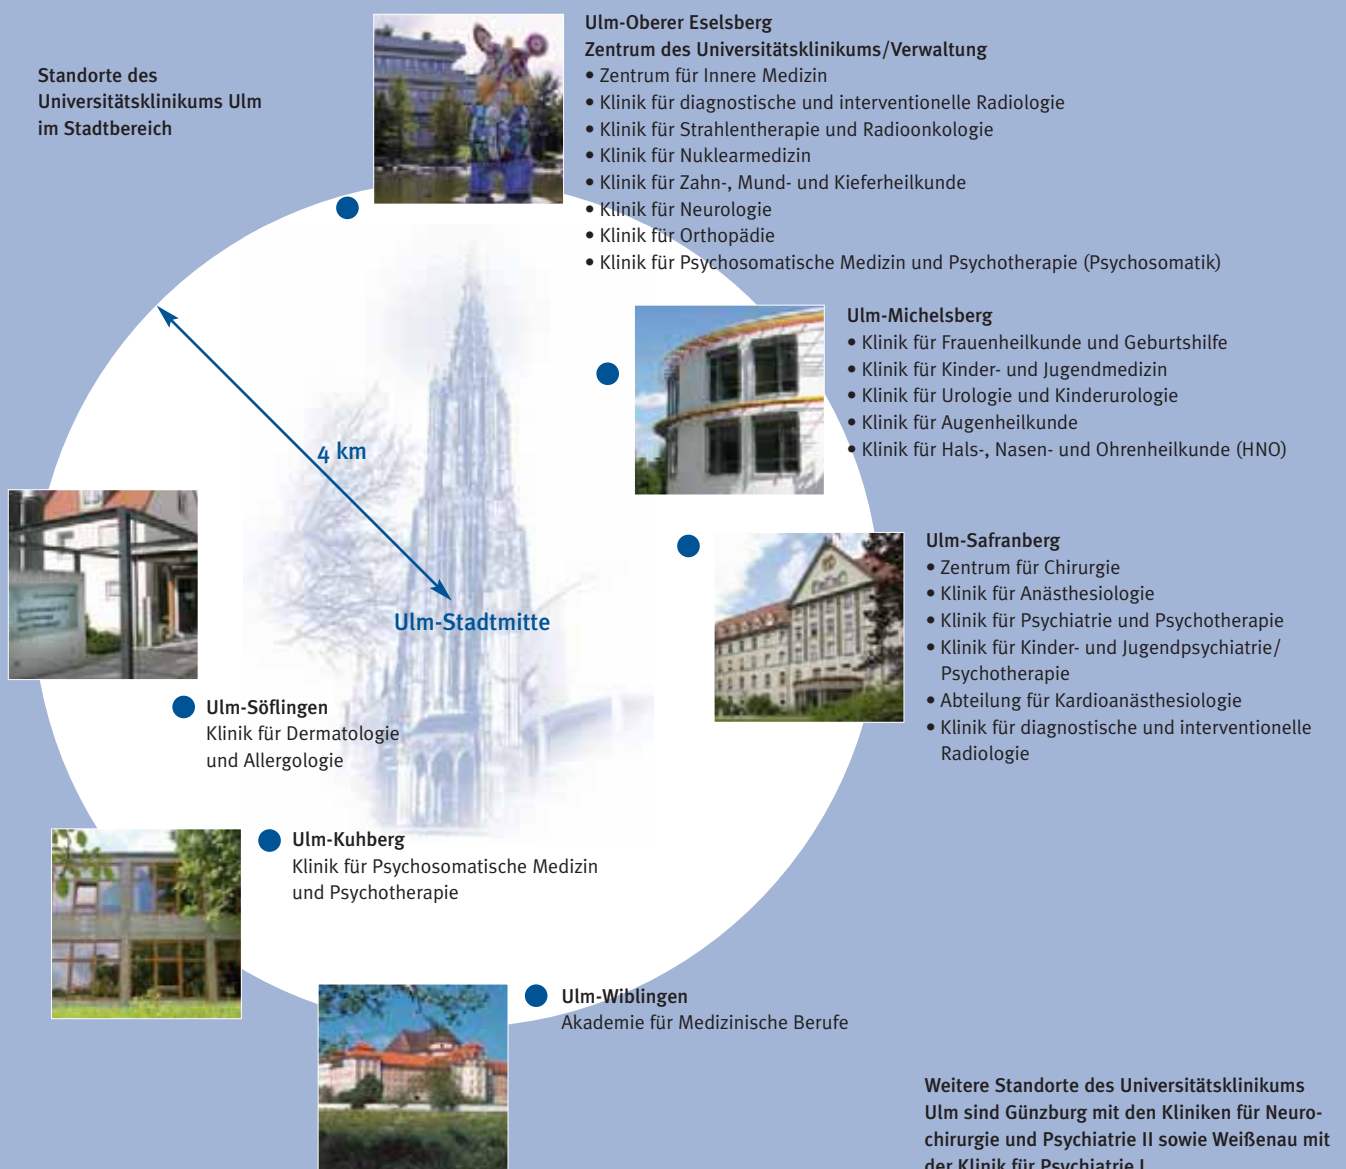 Standorte des
Universitätsklinikums Ulm
im Stadtbereich
Ulm-Oberer Eselsberg
Zentrum des Universitätsklinikums/Verwaltung
• Zentrum für Innere Medizin
• Klinik für diagnostische und interventionelle Radiologie
• Klinik für Strahlentherapie und Radioonkologie
• Klinik für Nuklearmedizin
• Klinik für Zahn-, Mund- und Kieferheilkunde
• Klinik für Neurologie
• Klinik für Orthopädie
• Klinik für Psychosomatische Medizin und Psychotherapie (Psychosomatik)
Ulm-Michelsberg
• Klinik für Frauenheilkunde und Geburtshilfe
• Klinik für Kinder- und Jugendmedizin
• Klinik für Urologie und Kinderurologie
• Klinik für Augenheilkunde
• Klinik für Hals-, Nasen- und Ohrenheilkunde (HNO)
4 km
Ulm-Stadtmitte
Ulm-Safranberg
• Zentrum für Chirurgie
• Klinik für Anästhesiologie
• Klinik für Psychiatrie und Psychotherapie
• Klinik für Kinder- und Jugendpsychiatrie/
Psychotherapie
• Abteilung für Kardioanästhesiologie
• Klinik für diagnostische und interventionelle
Radiologie
Ulm-Söflingen
Klinik für Dermatologie
und Allergologie
Ulm-Kuhberg
Klinik für Psychosomatische Medizin
und Psychotherapie
Ulm-Wiblingen
Akademie für Medizinische Berufe
Weitere Standorte des Universitätsklinikums
Ulm sind Günzburg mit den Kliniken für Neuro-
chirurgie und Psychiatrie II sowie Weißenau mit
der Klinik für Psychiatrie I